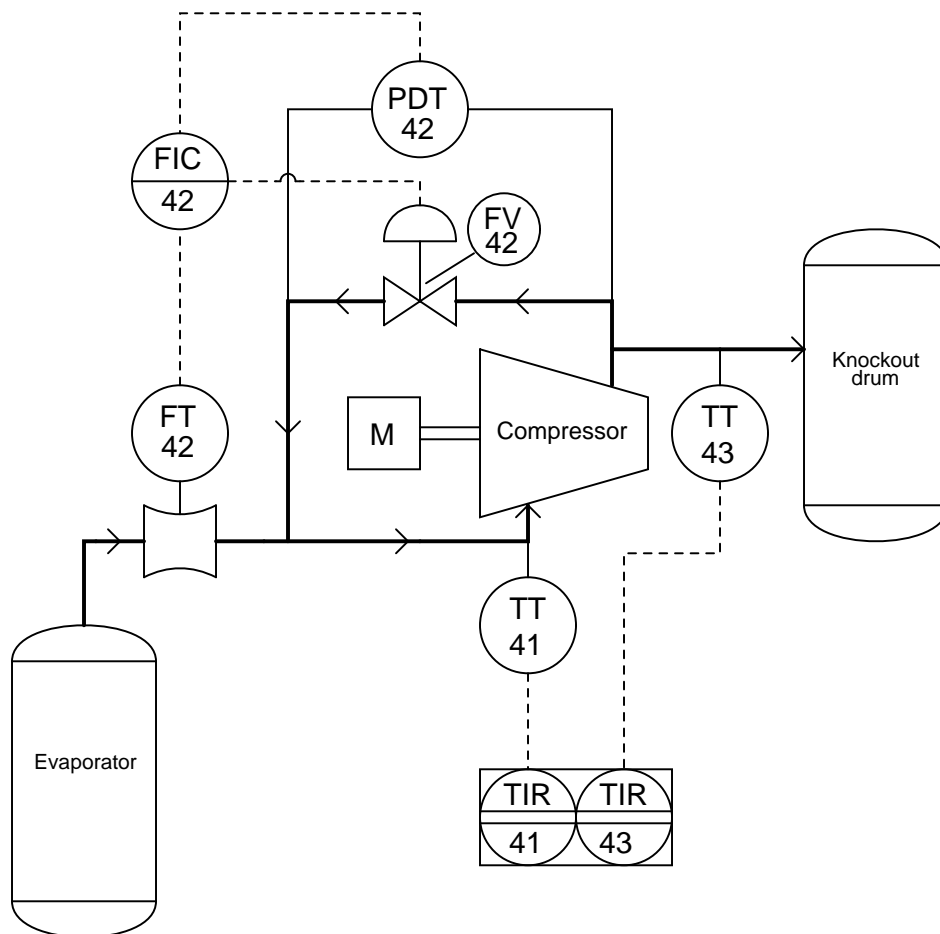 PDT
42
FIC
42
FV
42
Knockout
drum
FT
42
M
Compressor
TT
43
TT
41
Evaporator
TIR
41
TIR
43